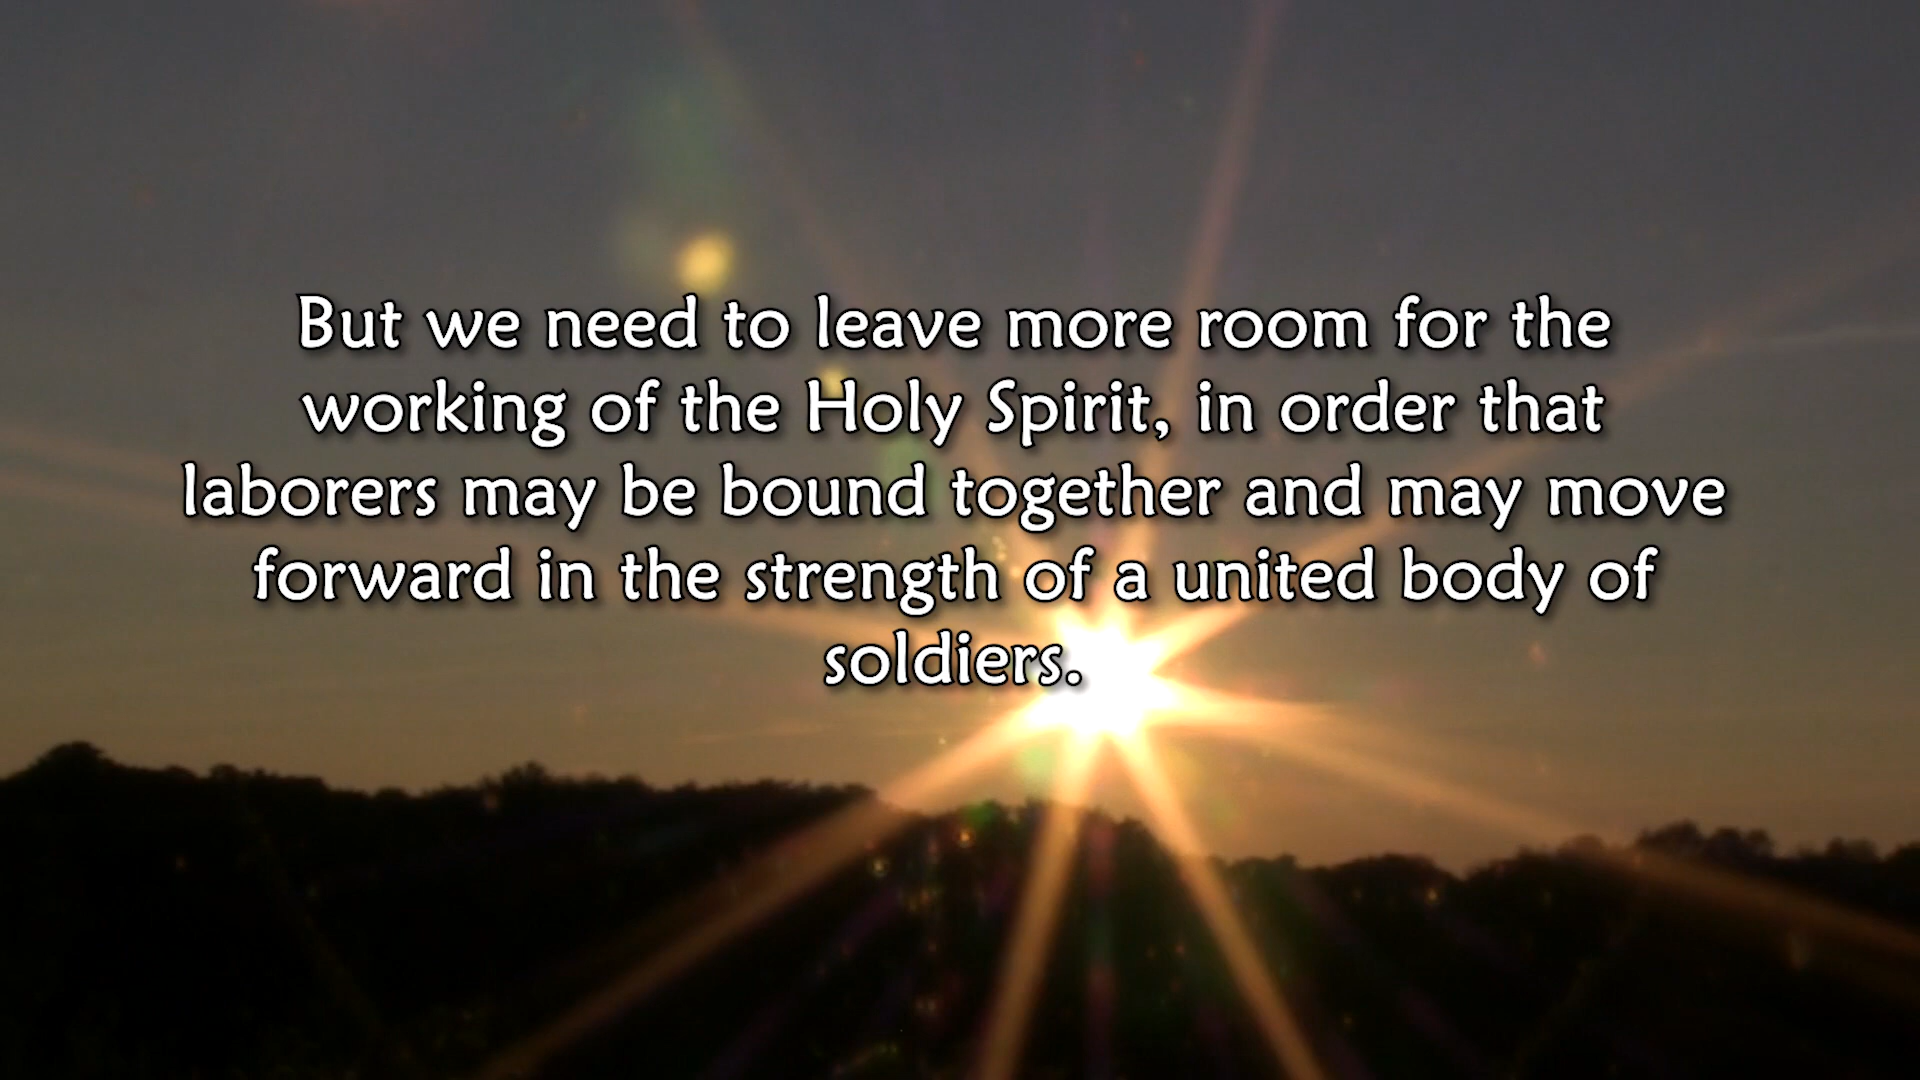 But we need to leave more room for the
working of the Holy Spirit, in order that
laborers may be bound together and may move
forward in the strength of a united body of
soldiers.